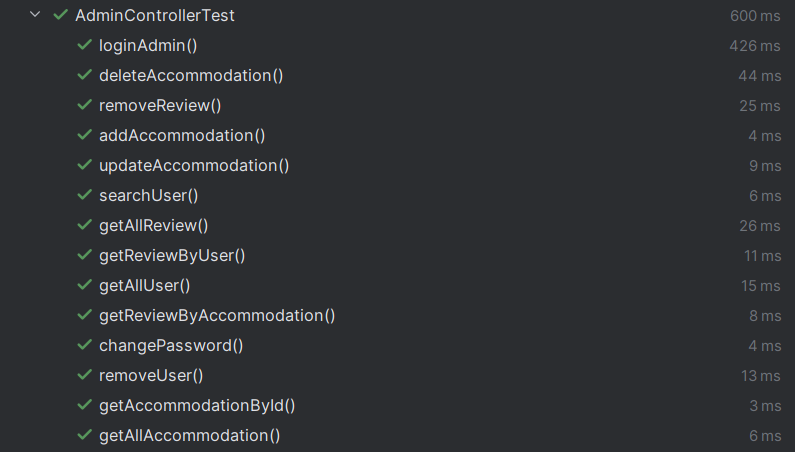 AdminControllerTest 600 ms
loginAdmin() 426 ms
deleteAccommodation() 44 ms
removeReview() 25 ms
addAccommodation() 4 ms
updateAccommodation() 9 ms
searchUser() 6 ms
getAllReview() 26 ms
getReviewByUser() 11 ms
getAllUser() 15 ms
getReviewByAccommodation() 8 ms
changePassword() 4 ms
removeUser() 13 ms
getAccommodationById() 3 ms
getAllAccommodation() 6 ms